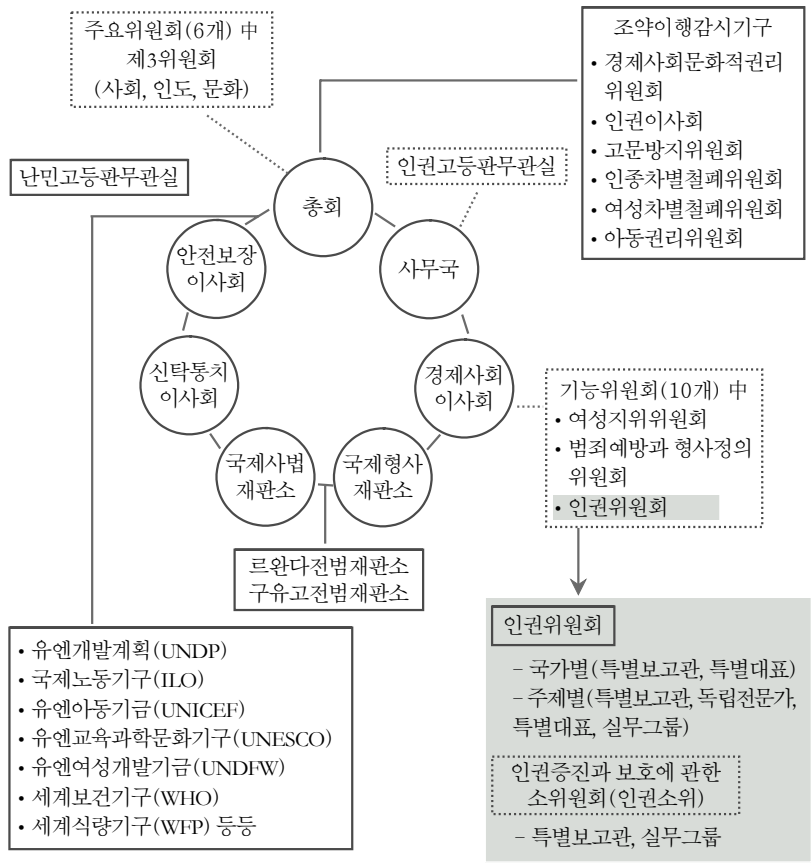 주요위원회(6개) 中
제3위원회
(사회, 인도, 문화)
조약이행감시기구
• 경제사회문화적권리
위원회
• 인권이사회
• 고문방지위원회
• 인종차별철폐위원회
• 여성차별철폐위원회
• 아동권리위원회
난민고등판무관실
인권고등판무관실
총회
안전보장
이사회
사무국
신탁통치
이사회
경제사회
이사회
국제사법
재판소
국제형사
재판소
기능위원회(10개) 中
• 여성지위위원회
• 범죄예방과 형사정의
위원회
• 인권위원회
르완다전범재판소
구유고전범재판소
• 유엔개발계획(UNDP)
• 국제노동기구(ILO)
• 유엔아동기금(UNICEF)
• 유엔교육과학문화기구(UNESCO)
• 유엔여성개발기금(UNDFW)
• 세계보건기구(WHO)
• 세계식량기구(WFP) 등등
인권위원회
– 국가별(특별보고관, 특별대표)
– 주제별(특별보고관, 독립전문가,
특별대표, 실무그룹)
인권증진과 보호에 관한
소위원회(인권소위)
– 특별보고관, 실무그룹